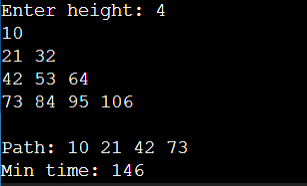 Enter height: 4
10
21 32
42 53 64
73 84 95 106
Path: 10 21 42 73
Min time: 146